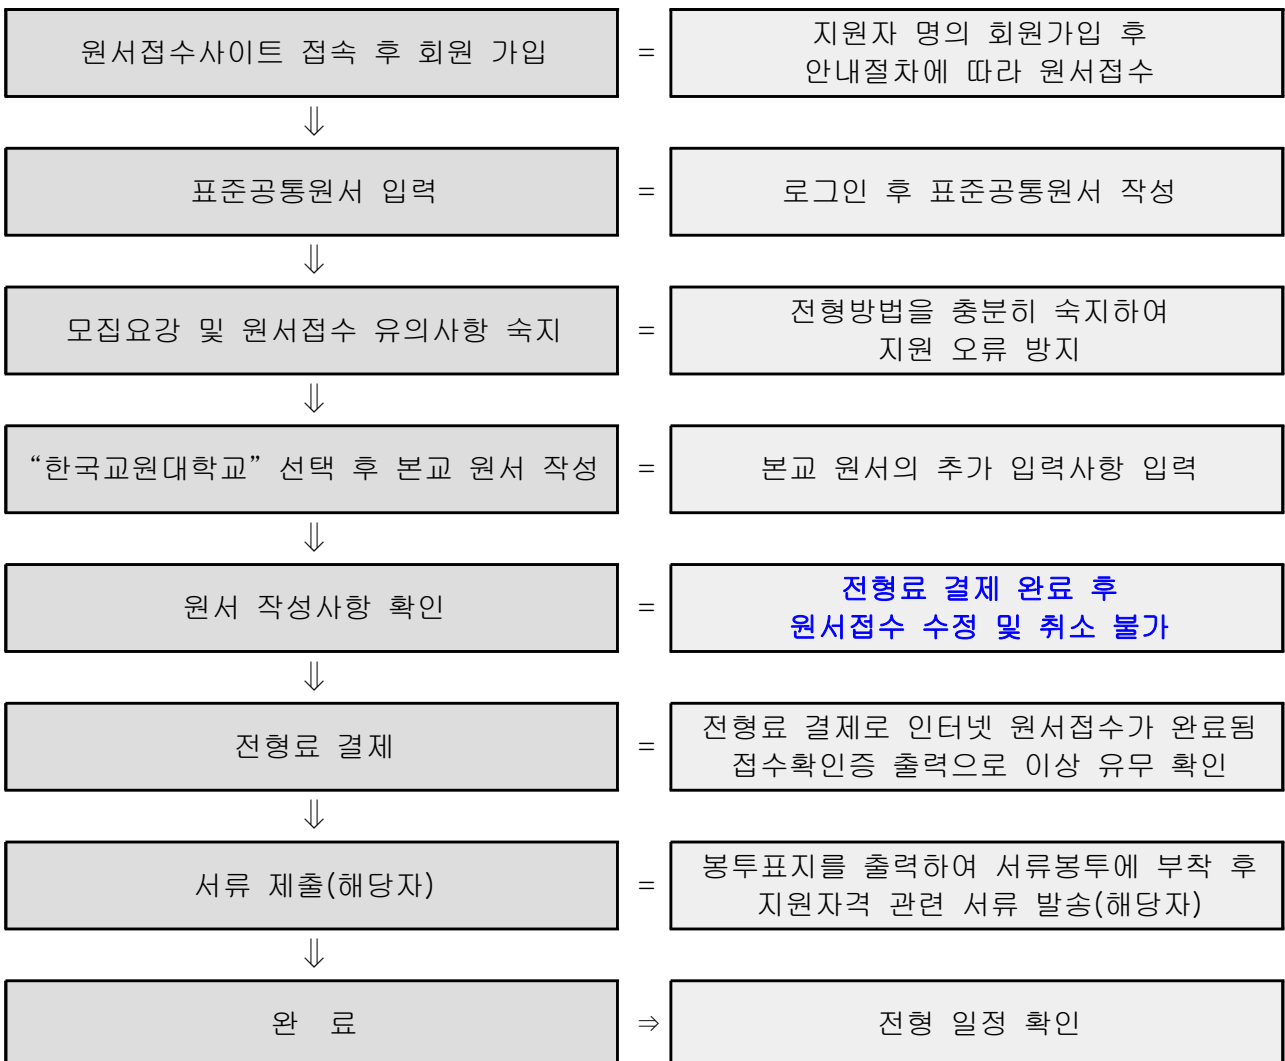 원서접수사이트 접속 후 회원 가입
=
지원자 명의 회원가입 후
안내절차에 따라 원서접수
⇓
표준공통원서 입력
=
로그인 후 표준공통원서 작성
⇓
모집요강 및 원서접수 유의사항 숙지
=
전형방법을 충분히 숙지하여
지원 오류 방지
⇓
“한국교원대학교” 선택 후 본교 원서 작성
=
본교 원서의 추가 입력사항 입력
⇓
원서 작성사항 확인
=
전형료 결제 완료 후
원서접수 수정 및 취소 불가
⇓
전형료 결제
=
전형료 결제로 인터넷 원서접수가 완료됨
접수확인증 출력으로 이상 유무 확인
⇓
서류 제출(해당자)
=
봉투표지를 출력하여 서류봉투에 부착 후
지원자격 관련 서류 발송(해당자)
⇓
완 료
⇒
전형 일정 확인